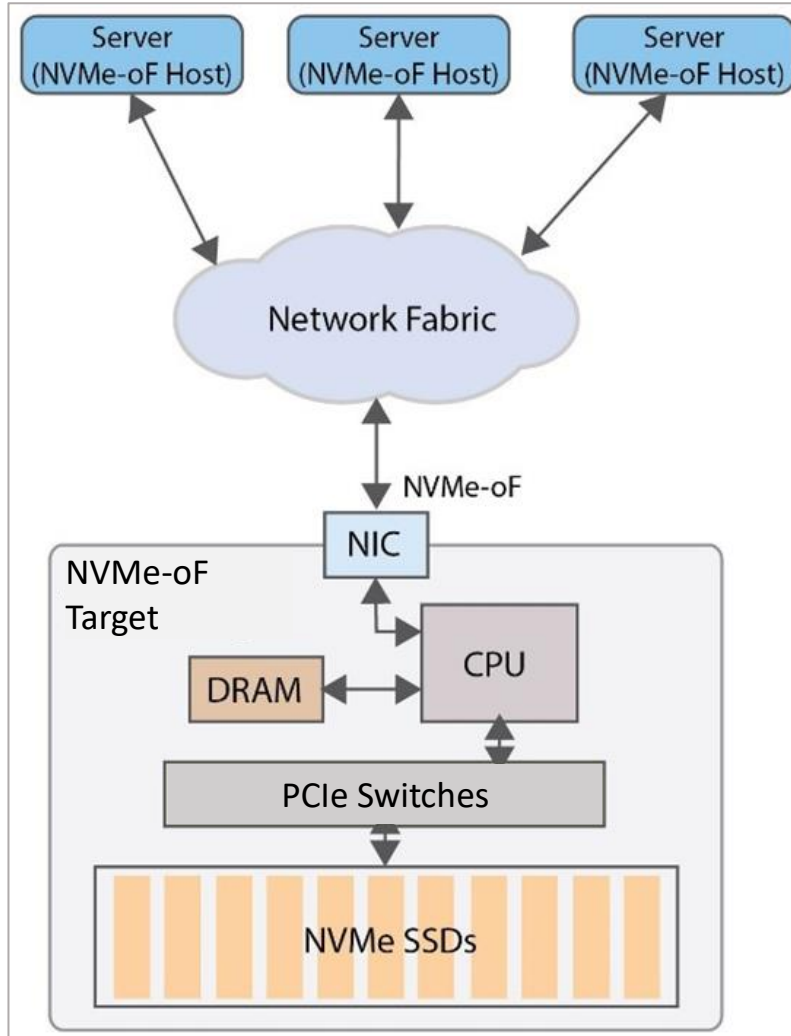 Server
(NVMe-oF Host)
Server
(NVMe-oF Host)
Server
(NVMe-oF Host)
Network Fabric
NVMe-oF
NIC
NVMe-oF
Target
CPU
DRAM
PCIe Switches
NVMe SSDs